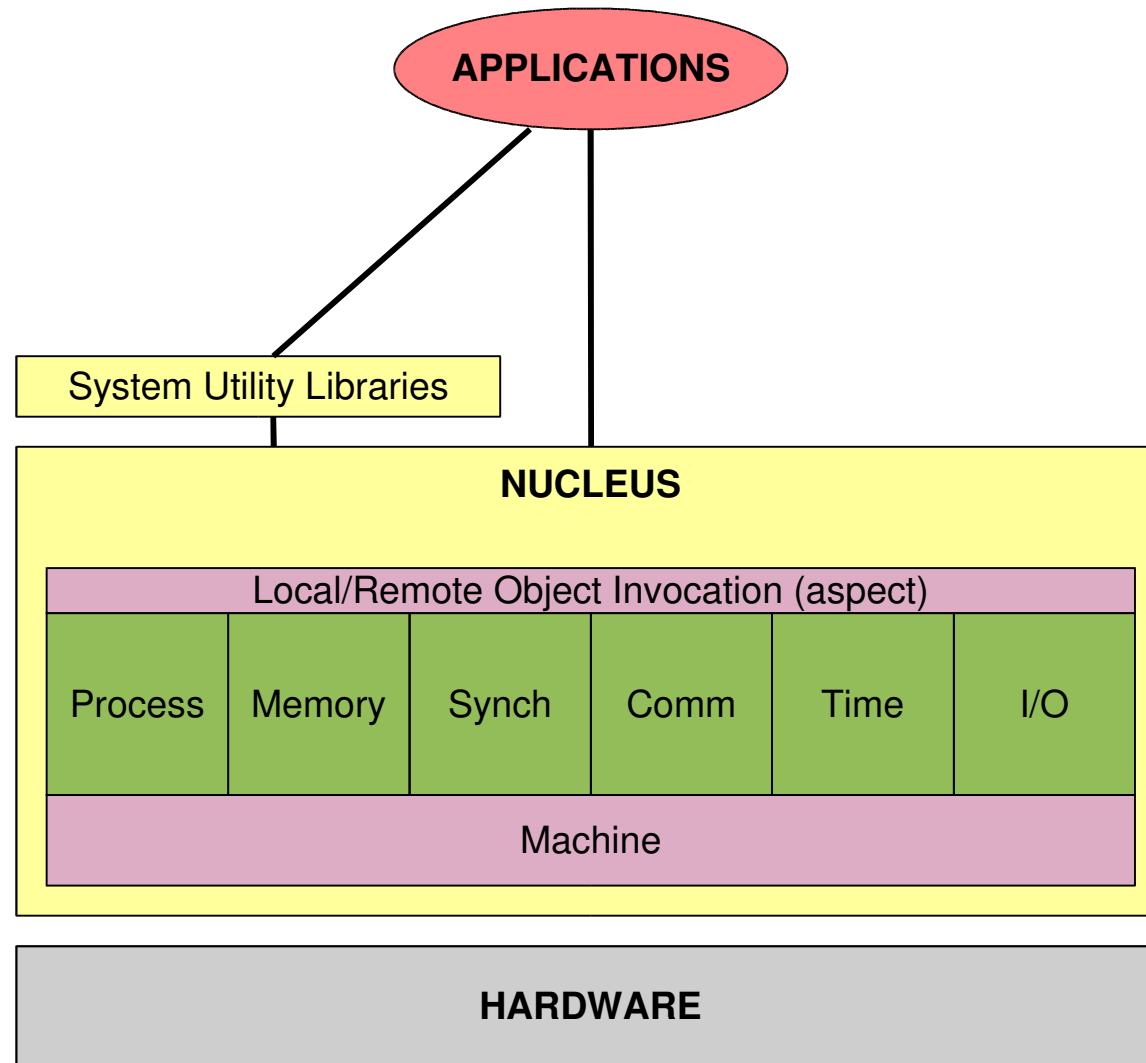 APPLICATIONS
System Utility Libraries
NUCLEUS
Local/Remote Object Invocation (aspect)
Process Memory Synch Comm Time I/O
Machine
HARDWARE